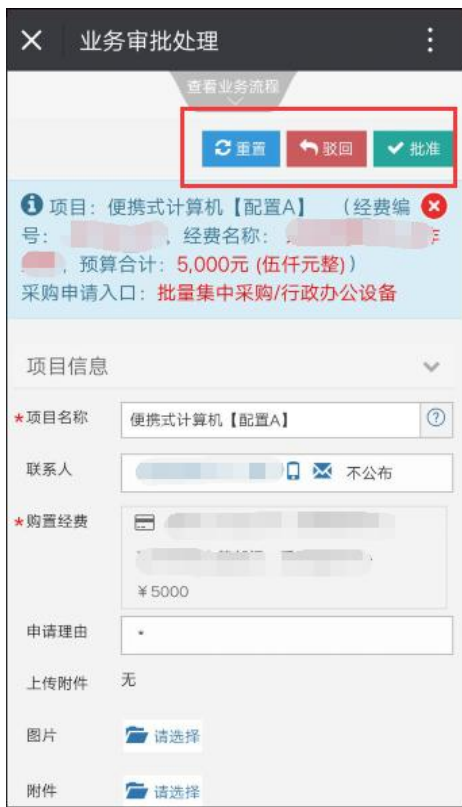 业务审批处理
查看业务流程
重置 驳回 批准
项目：便携式计算机【配置A】 （经费编
号： ，经费名称：
，预算合计：5,000元 (伍仟元整)）
采购申请入口：批量集中采购/行政办公设备
项目信息
*项目名称 便携式计算机【配置A】
联系人 不公布
*购置经费
¥5000
申请理由
上传附件 无
图片 请选择
附件 请选择